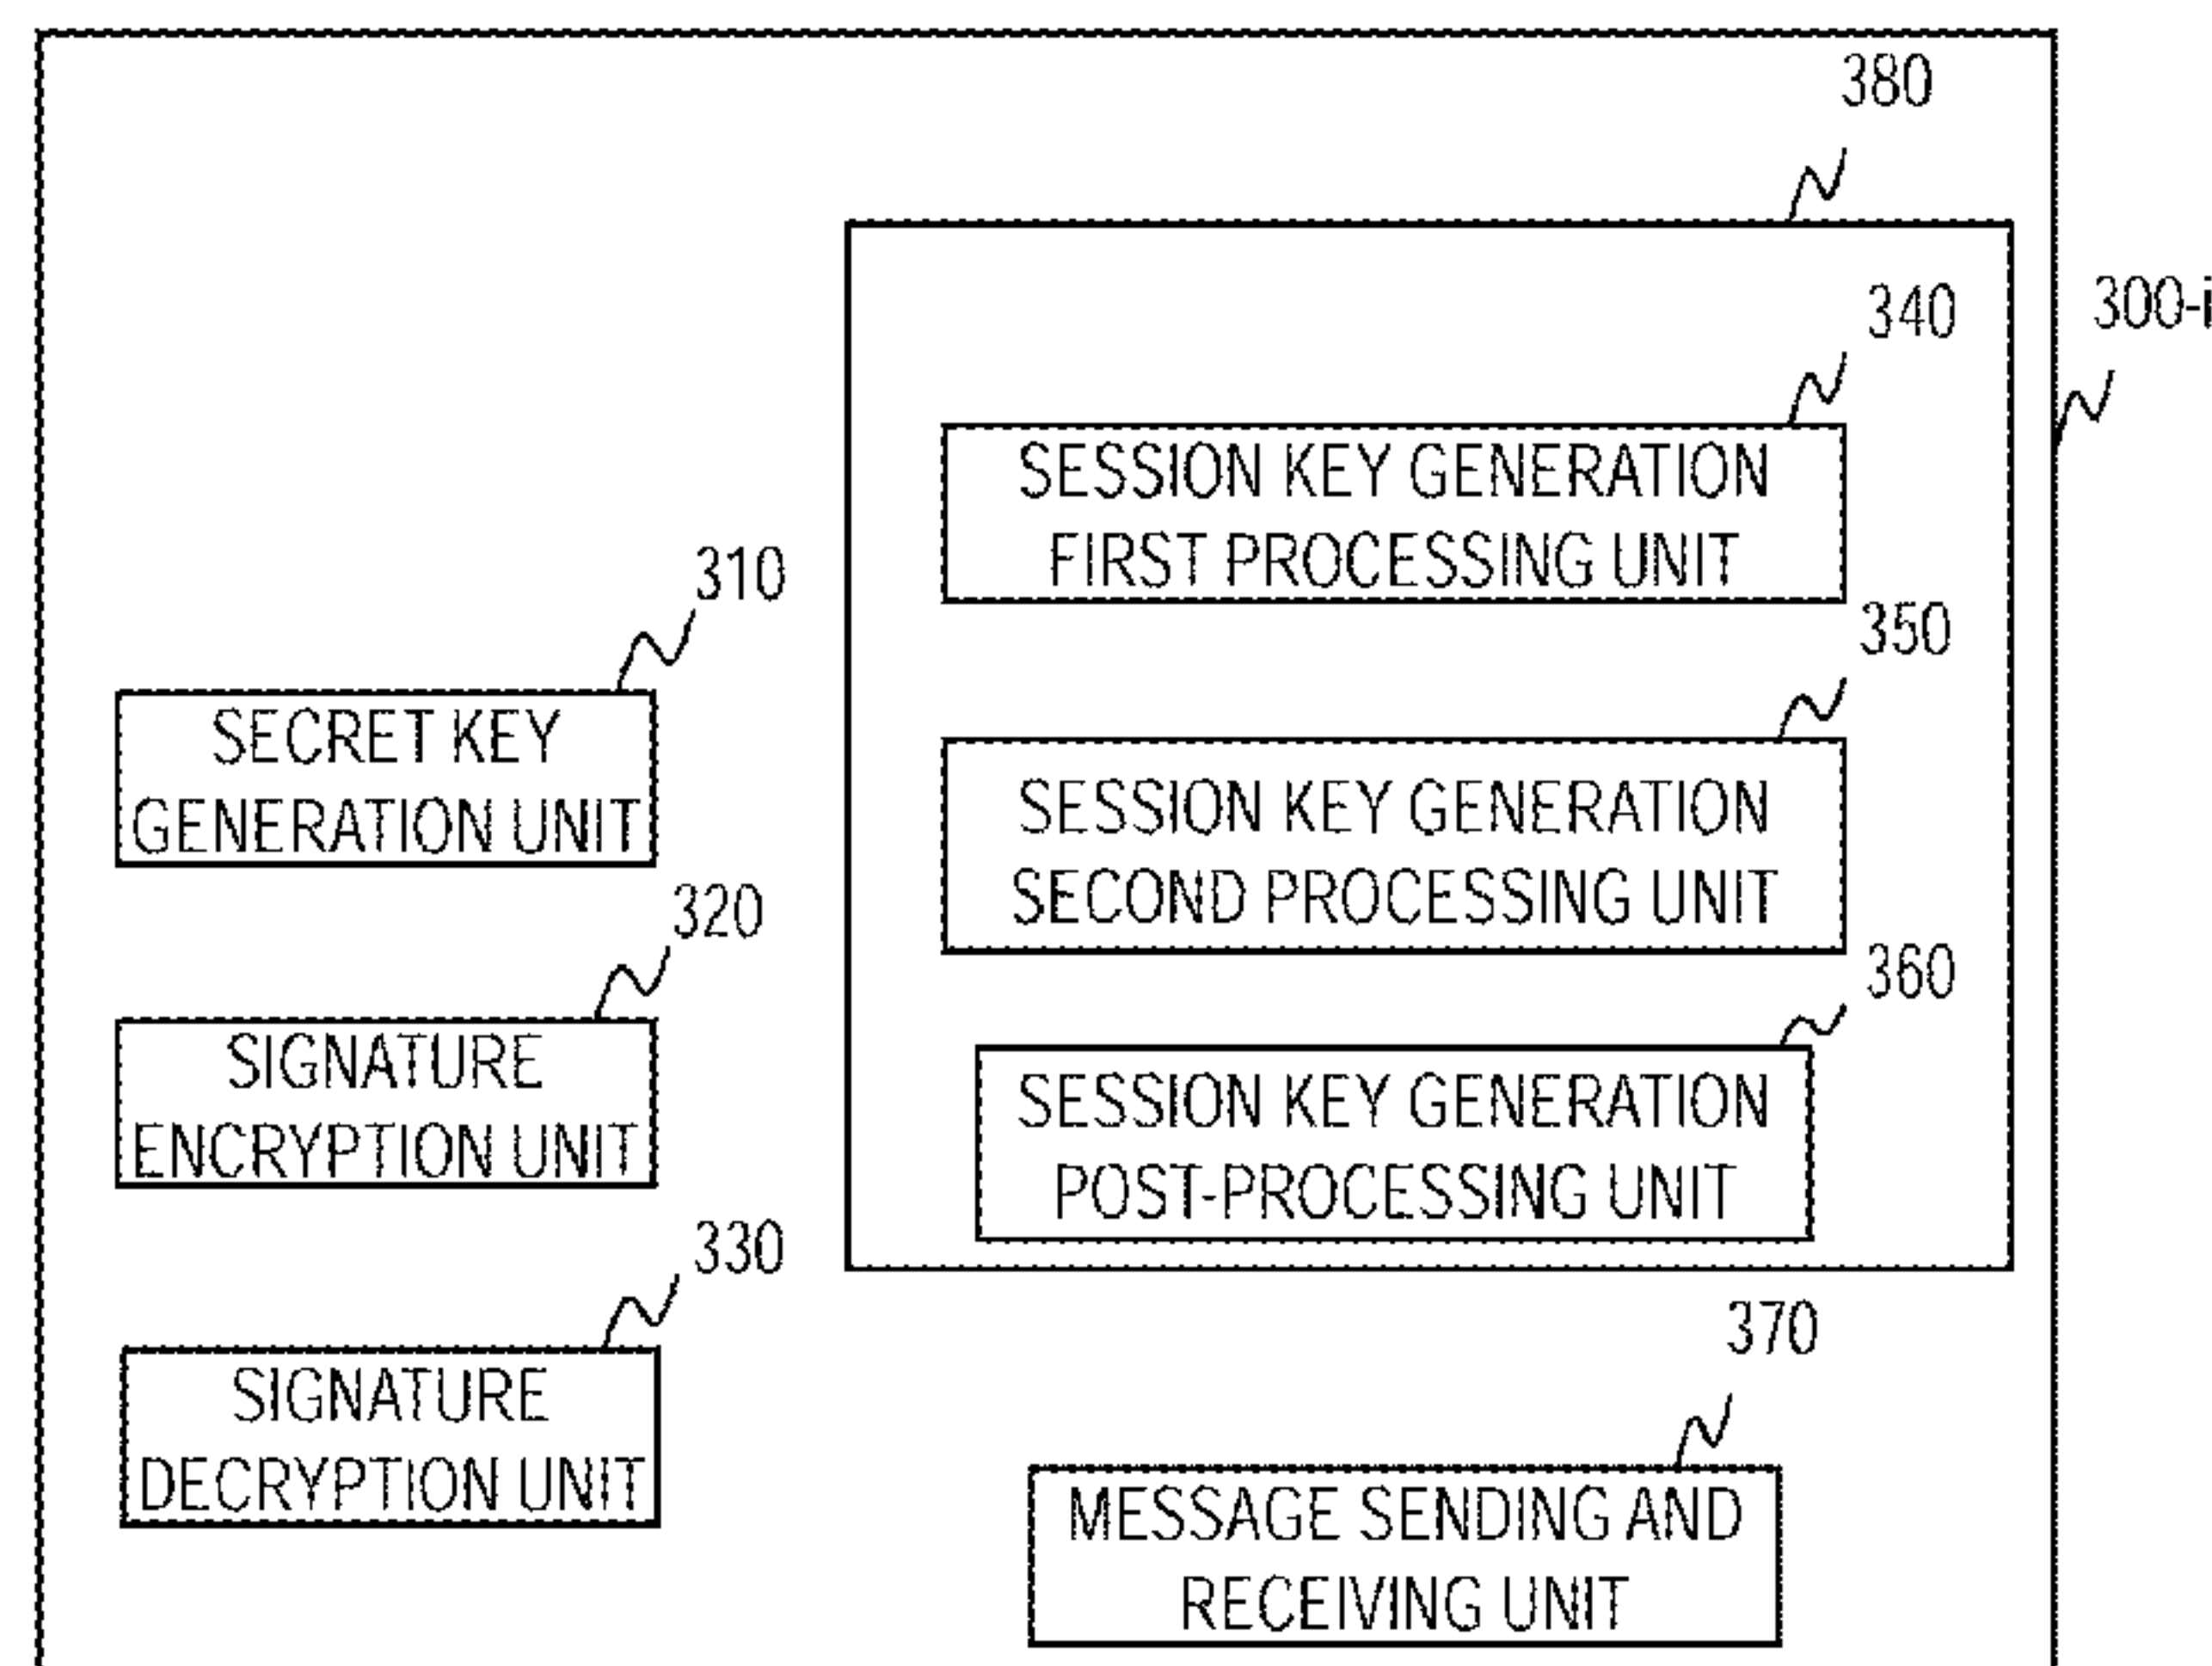 380
340
300-i
SESSION KEY GENERATION
FIRST PROCESSING UNIT
310
350
SECRET KEY
GENERATION UNIT
SESSION KEY GENERATION
SECOND PROCESSING UNIT
320
360
SIGNATURE
ENCRYPTION UNIT
SESSION KEY GENERATION
POST-PROCESSING UNIT
330
370
SIGNATURE
DECRYPTION UNIT
MESSAGE SENDING AND
RECEIVING UNIT